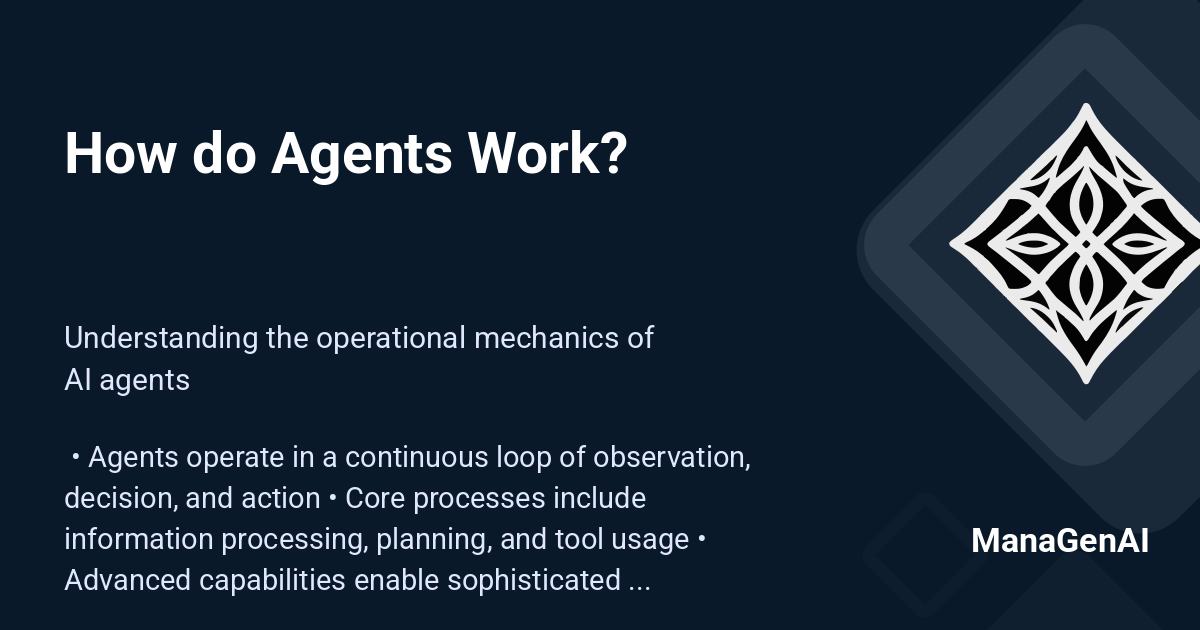 How do Agents Work?
Understanding the operational mechanics of
AI agents
• Agents operate in a continuous loop of observation,
decision, and action • Core processes include
information processing, planning, and tool usage •
Advanced capabilities enable sophisticated ...
ManaGenAI